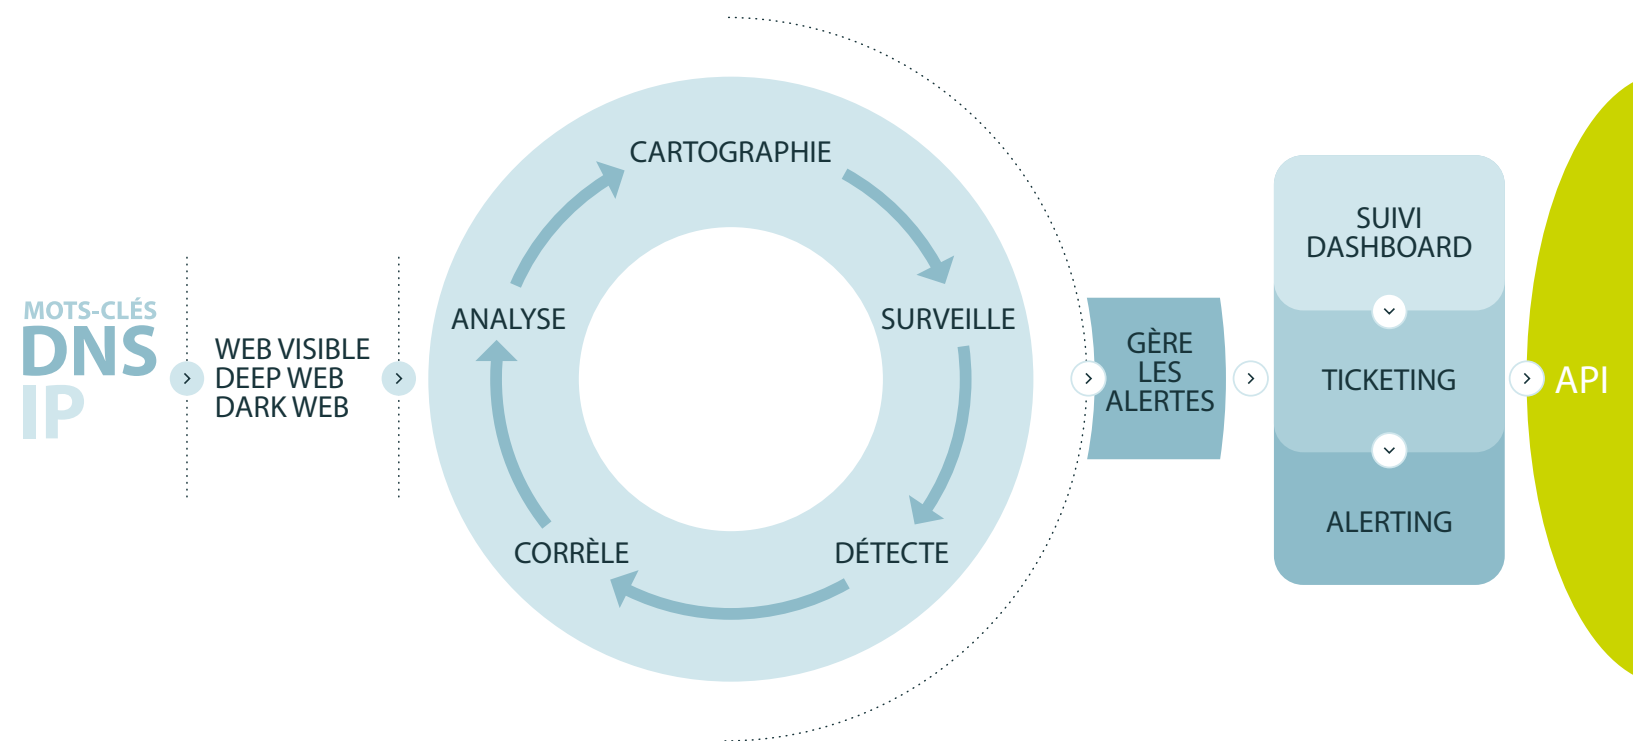 MOTS-CLÉS
DNS
IP
WEB VISIBLE
DEEP WEB
DARK WEB
CARTOGRAPHIE
SURVEILLE
DÉTECTE
CORRÈLE
ANALYSE
GÈRE
LES
ALERTES
SUIVI
DASHBOARD
TICKETING
ALERTING
API